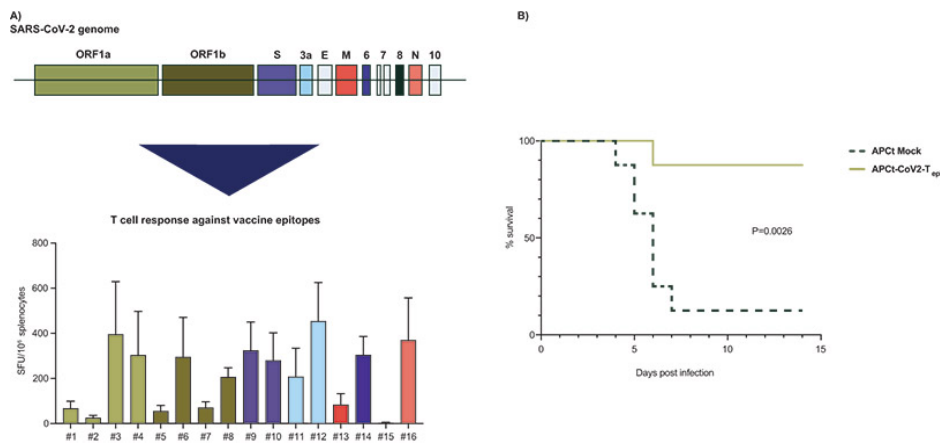 A)
SARS-CoV-2 genome
ORF1a ORF1b S 3a E M 6 7 8 N 10
T cell response against vaccine epitopes
800
600
400
200
0
SFU/10⁶ splenocytes
#1 #2 #3 #4 #5 #6 #7 #8 #9 #10 #11 #12 #13 #14 #15 #16
B)
100
50
0
% survival
0 5 10 15
Days post infection
P=0.0026
APCt Mock
APCt-CoV2-Tep